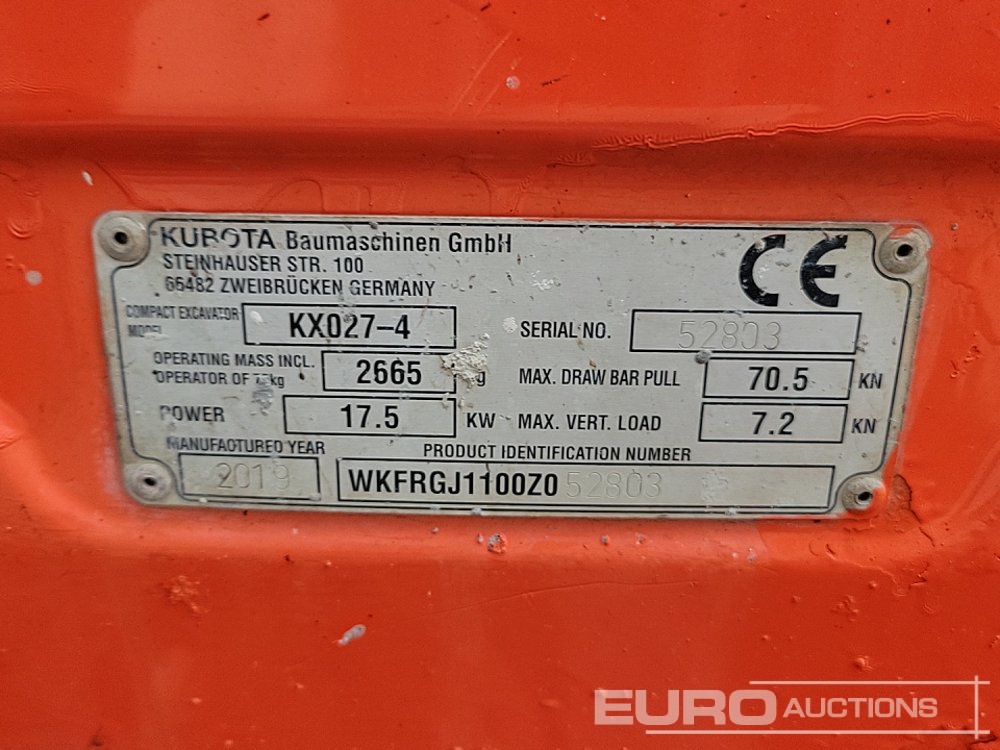 KUBOTA Baumaschinen GmbH
STEINHAUSER STR. 100
66482 ZWEIBRÜCKEN GERMANY
CE
COMPACT EXCAVATOR MODEL KX027-4
SERIAL NO. 52803
OPERATING MASS INCL. OPERATOR OF 2665
MAX. DRAW BAR PULL 70.5 KN
POWER 17.5 KW
MAX. VERT. LOAD 7.2 KN
MANUFACTURED YEAR 2019
PRODUCT IDENTIFICATION NUMBER
WKFRGJ1100Z052803
EURO AUCTIONS